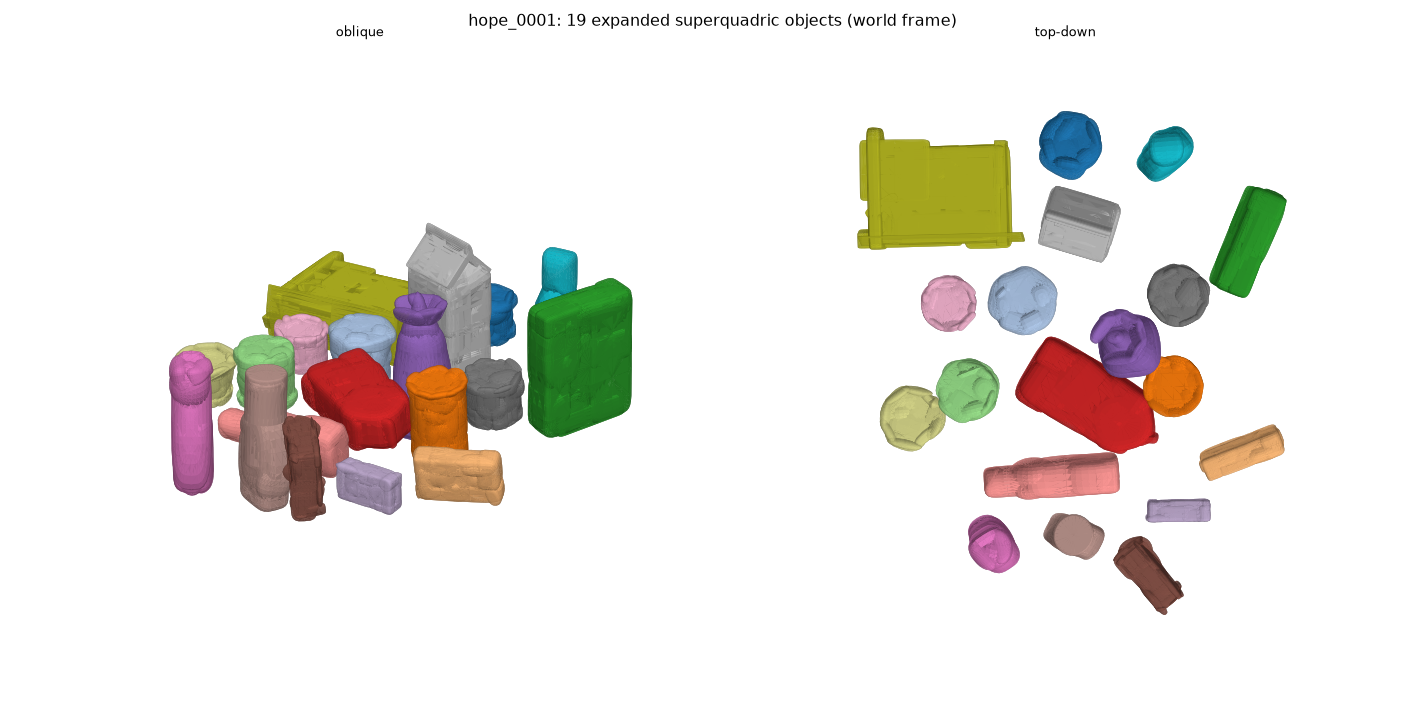 hope_0001: 19 expanded superquadric objects (world frame)
oblique
top-down